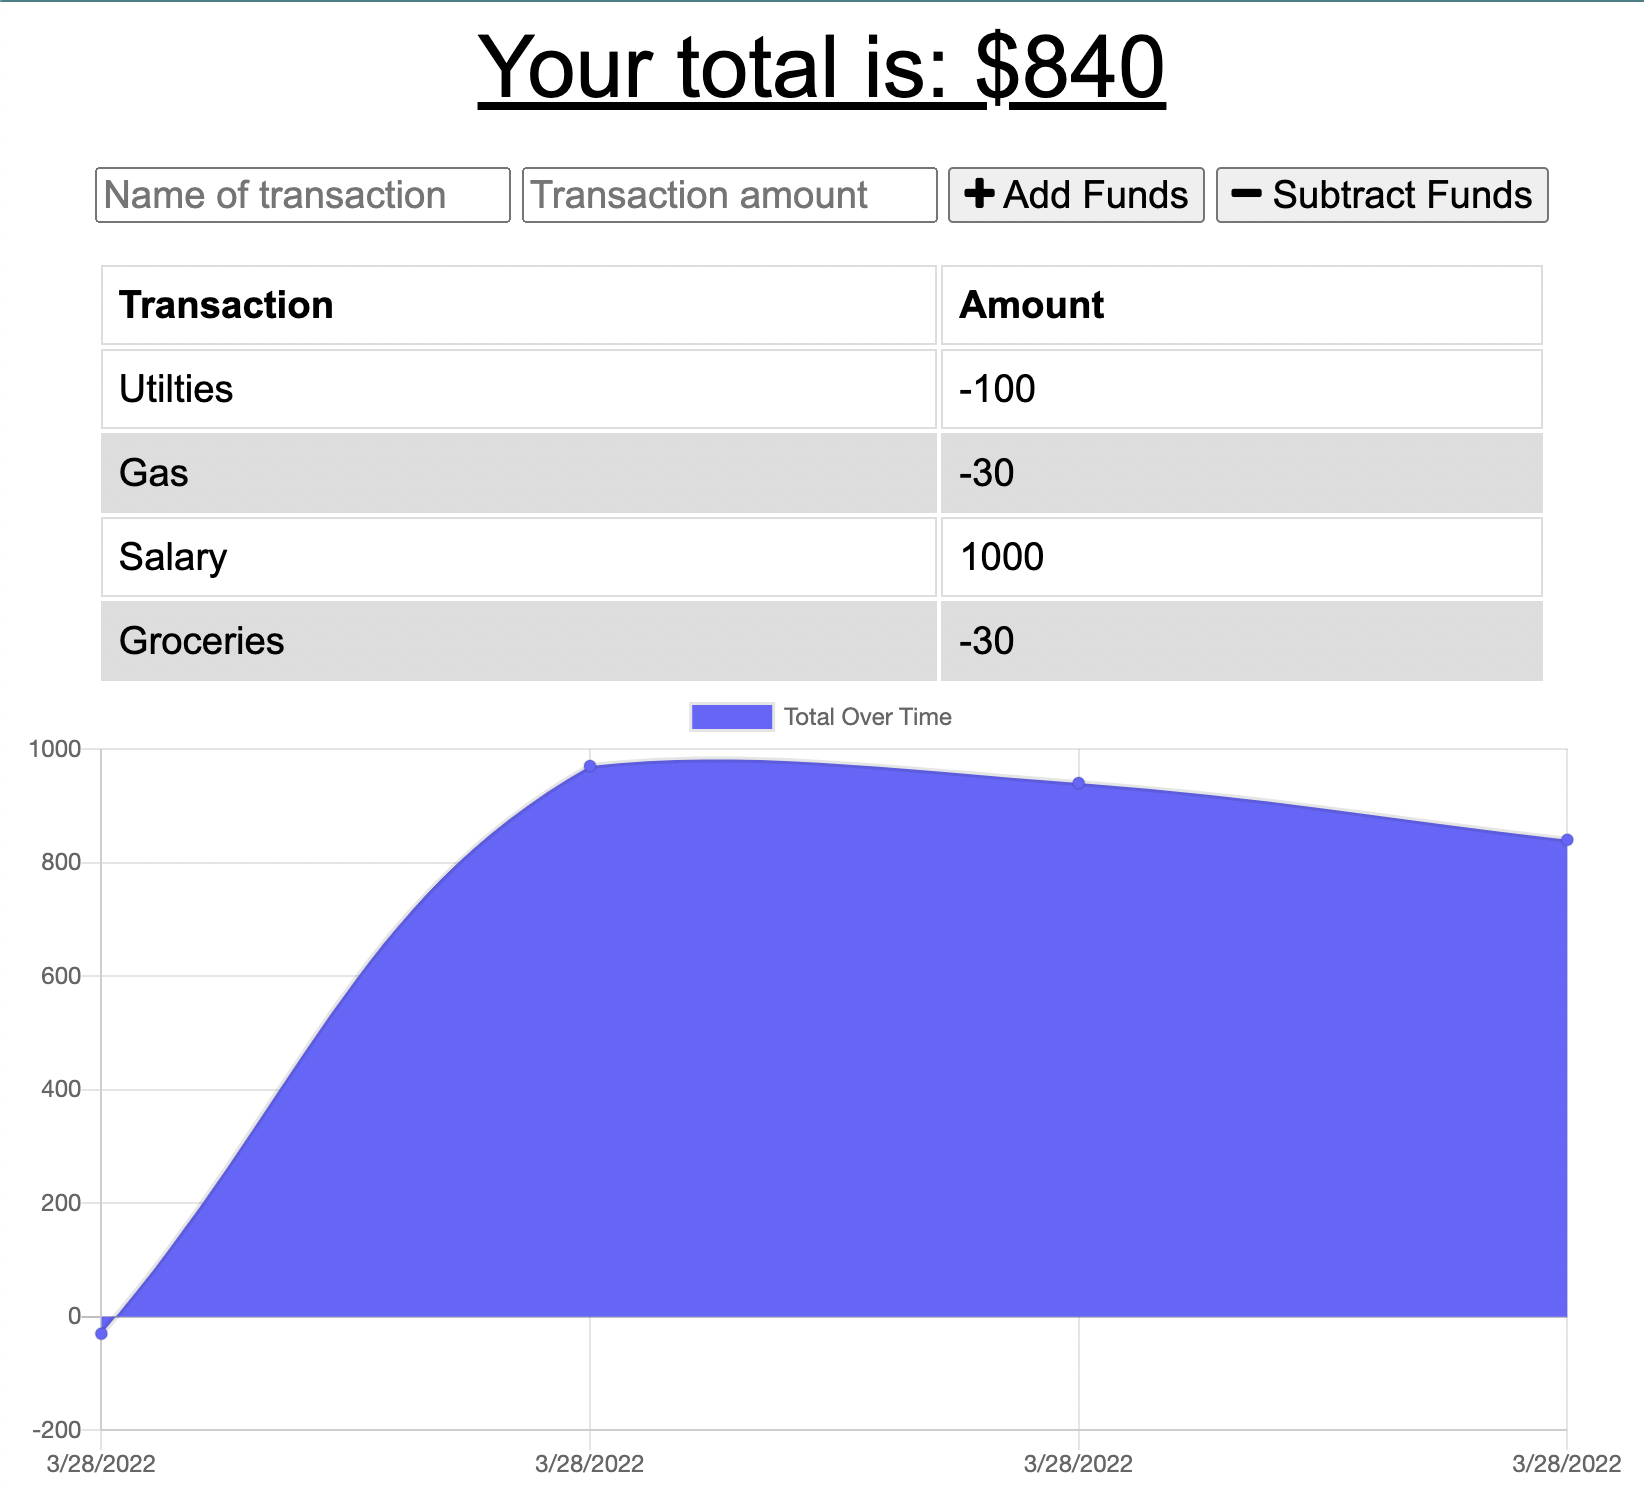 Your total is: $840
Name of transaction Transaction amount Add Funds Subtract Funds
Transaction Amount
Utilties -100
Gas -30
Salary 1000
Groceries -30
Total Over Time
1000
800
600
400
200
0
-200
3/28/2022 3/28/2022 3/28/2022 3/28/2022